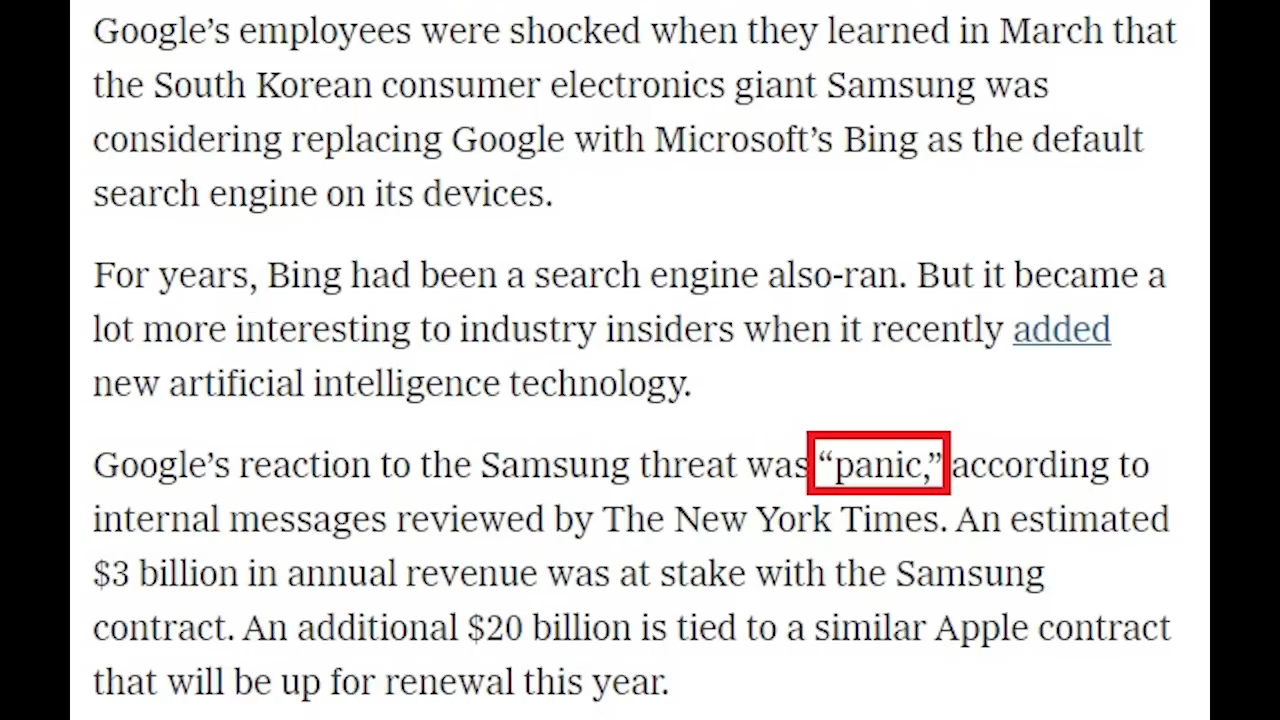 Google’s employees were shocked when they learned in March that
the South Korean consumer electronics giant Samsung was
considering replacing Google with Microsoft’s Bing as the default
search engine on its devices.
For years, Bing had been a search engine also-ran. But it became a
lot more interesting to industry insiders when it recently added
new artificial intelligence technology.
Google’s reaction to the Samsung threat was “panic,” according to
internal messages reviewed by The New York Times. An estimated
$3 billion in annual revenue was at stake with the Samsung
contract. An additional $20 billion is tied to a similar Apple contract
that will be up for renewal this year.